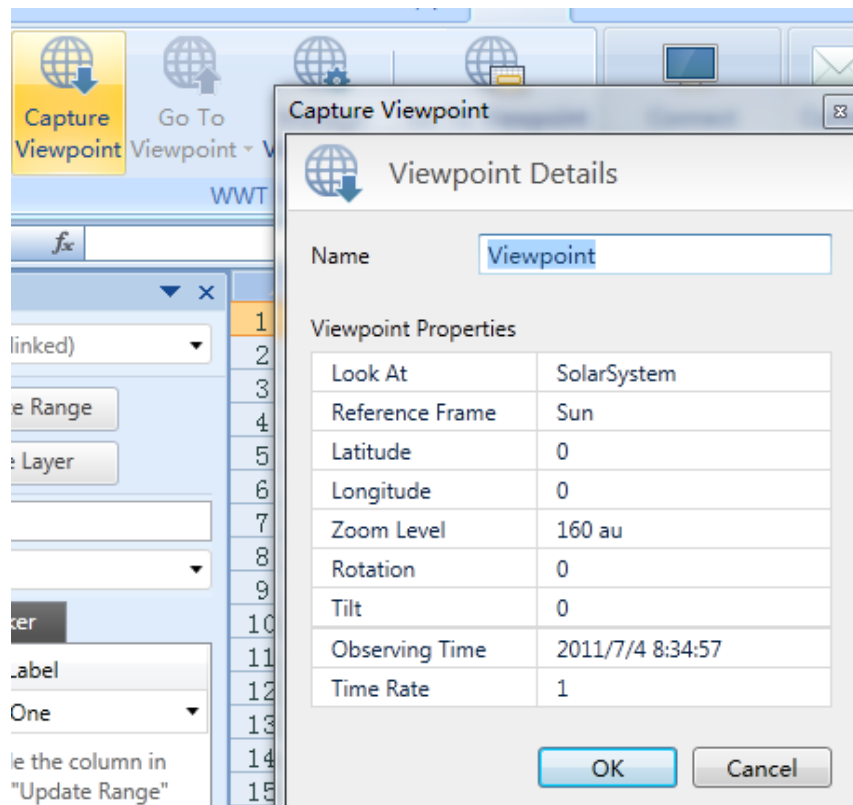 Capture
Viewpoint
Go To
Viewpoint
WWT
Capture Viewpoint
Viewpoint Details
Name
Viewpoint
Viewpoint Properties
Look At SolarSystem
Reference Frame Sun
Latitude 0
Longitude 0
Zoom Level 160 au
Rotation 0
Tilt 0
Observing Time 2011/7/4 8:34:57
Time Rate 1
OK Cancel
fx
linked)
e Range
Layer
ker
Label
One
le the column in
"Update Range"
1
2
3
4
5
6
7
8
9
10
11
12
13
14
15